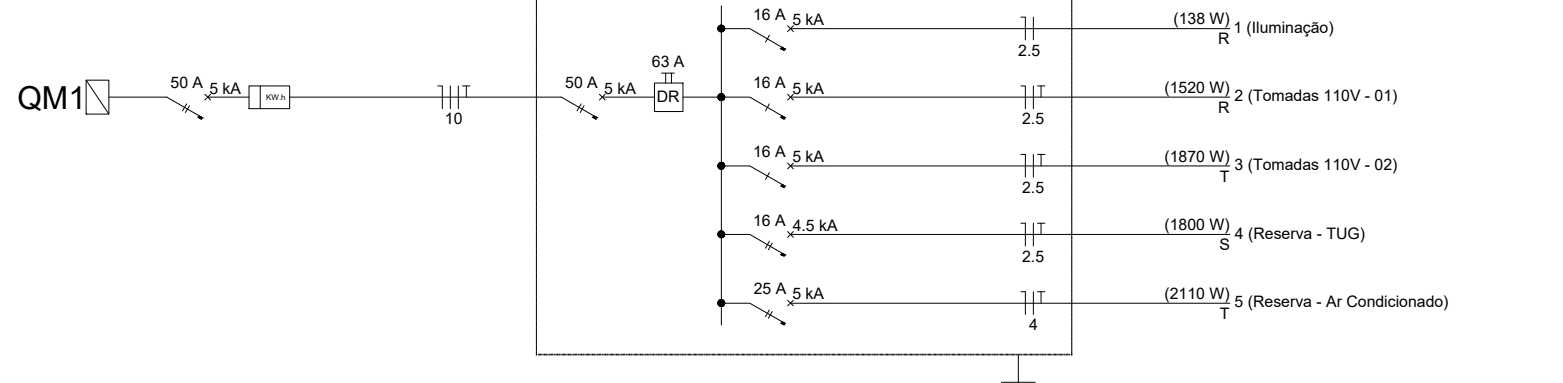 16 A 5 kA (138 W) 1 (Iluminação)
2.5 R
63 A
QM1 50 A 5 kA KW.h 10 50 A 5 kA DR 16 A 5 kA (1520 W) 2 (Tomadas 110V - 01)
2.5 R
16 A 5 kA (1870 W) 3 (Tomadas 110V - 02)
2.5 T
16 A 4.5 kA (1800 W) 4 (Reserva - TUG)
2.5 S
25 A 5 kA (2110 W) 5 (Reserva - Ar Condicionado)
4 T